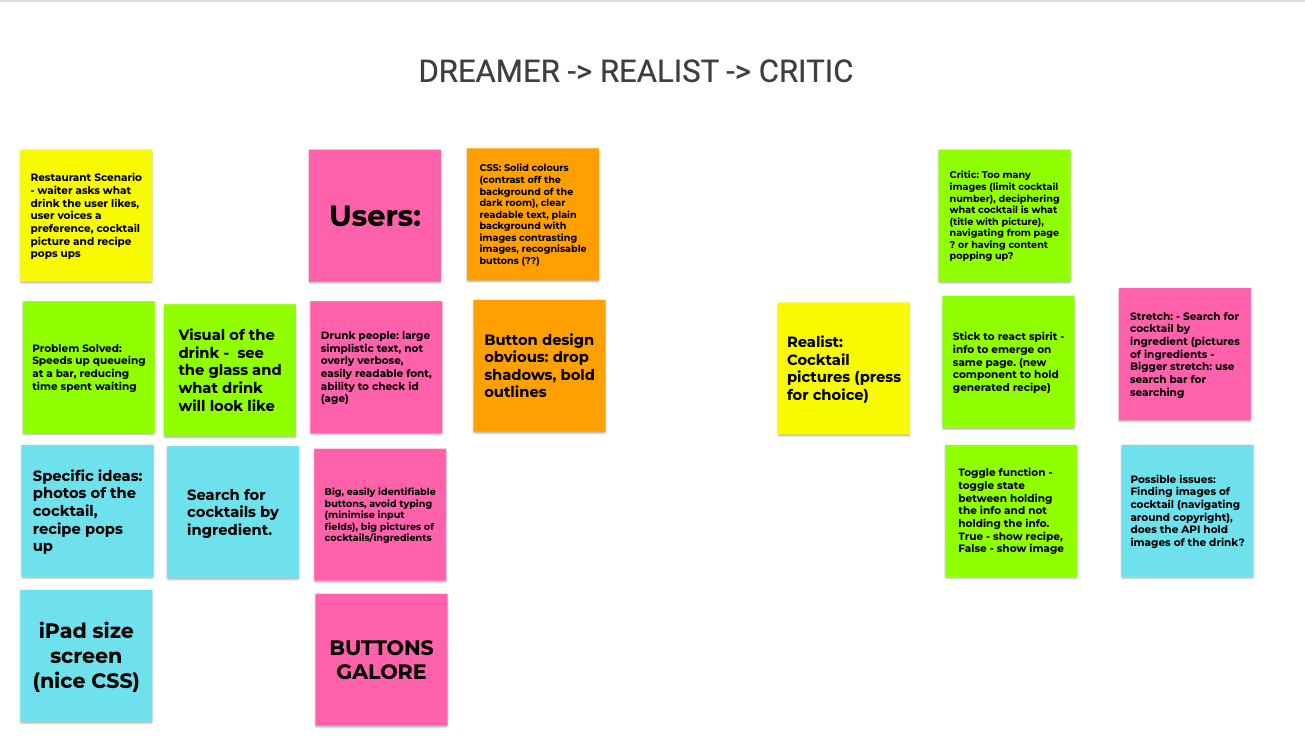 DREAMER -> REALIST -> CRITIC
Restaurant Scenario
- waiter asks what
drink the user likes,
user voices a
preference, cocktail
picture and recipe
pops ups
Users:
CSS: Solid colours
(contrast off the
background of the
dark room), clear
readable text, plain
background with
images contrasting
images, recognisable
buttons (??)
Problem Solved:
Speeds up queueing
at a bar, reducing
time spent waiting
Visual of the
drink - see
the glass and
what drink
will look like
Drunk people: large
simplistic text, not
overly verbose,
easily readable font,
ability to check id
(age)
Button design
obvious: drop
shadows, bold
outlines
Specific ideas:
photos of the
cocktail,
recipe pops
up
Search for
cocktails by
ingredient.
Big, easily identifiable
buttons, avoid typing
(minimise input
fields), big pictures of
cocktails/ingredients
iPad size
screen
(nice CSS)
BUTTONS
GALORE
Critic: Too many
images (limit cocktail
number), deciphering
what cocktail is what
(title with picture),
navigating from page
? or having content
popping up?
Realist:
Cocktail
pictures (press
for choice)
Stick to react spirit -
info to emerge on
same page. (new
component to hold
generated recipe)
Stretch: - Search for
cocktail by
ingredient (pictures
of ingredients -
Bigger stretch: use
search bar for
searching
Toggle function -
toggle state
between holding
the info and not
holding the info.
True - show recipe,
False - show image
Possible issues:
Finding images of
cocktail (navigating
around copyright),
does the API hold
images of the drink?